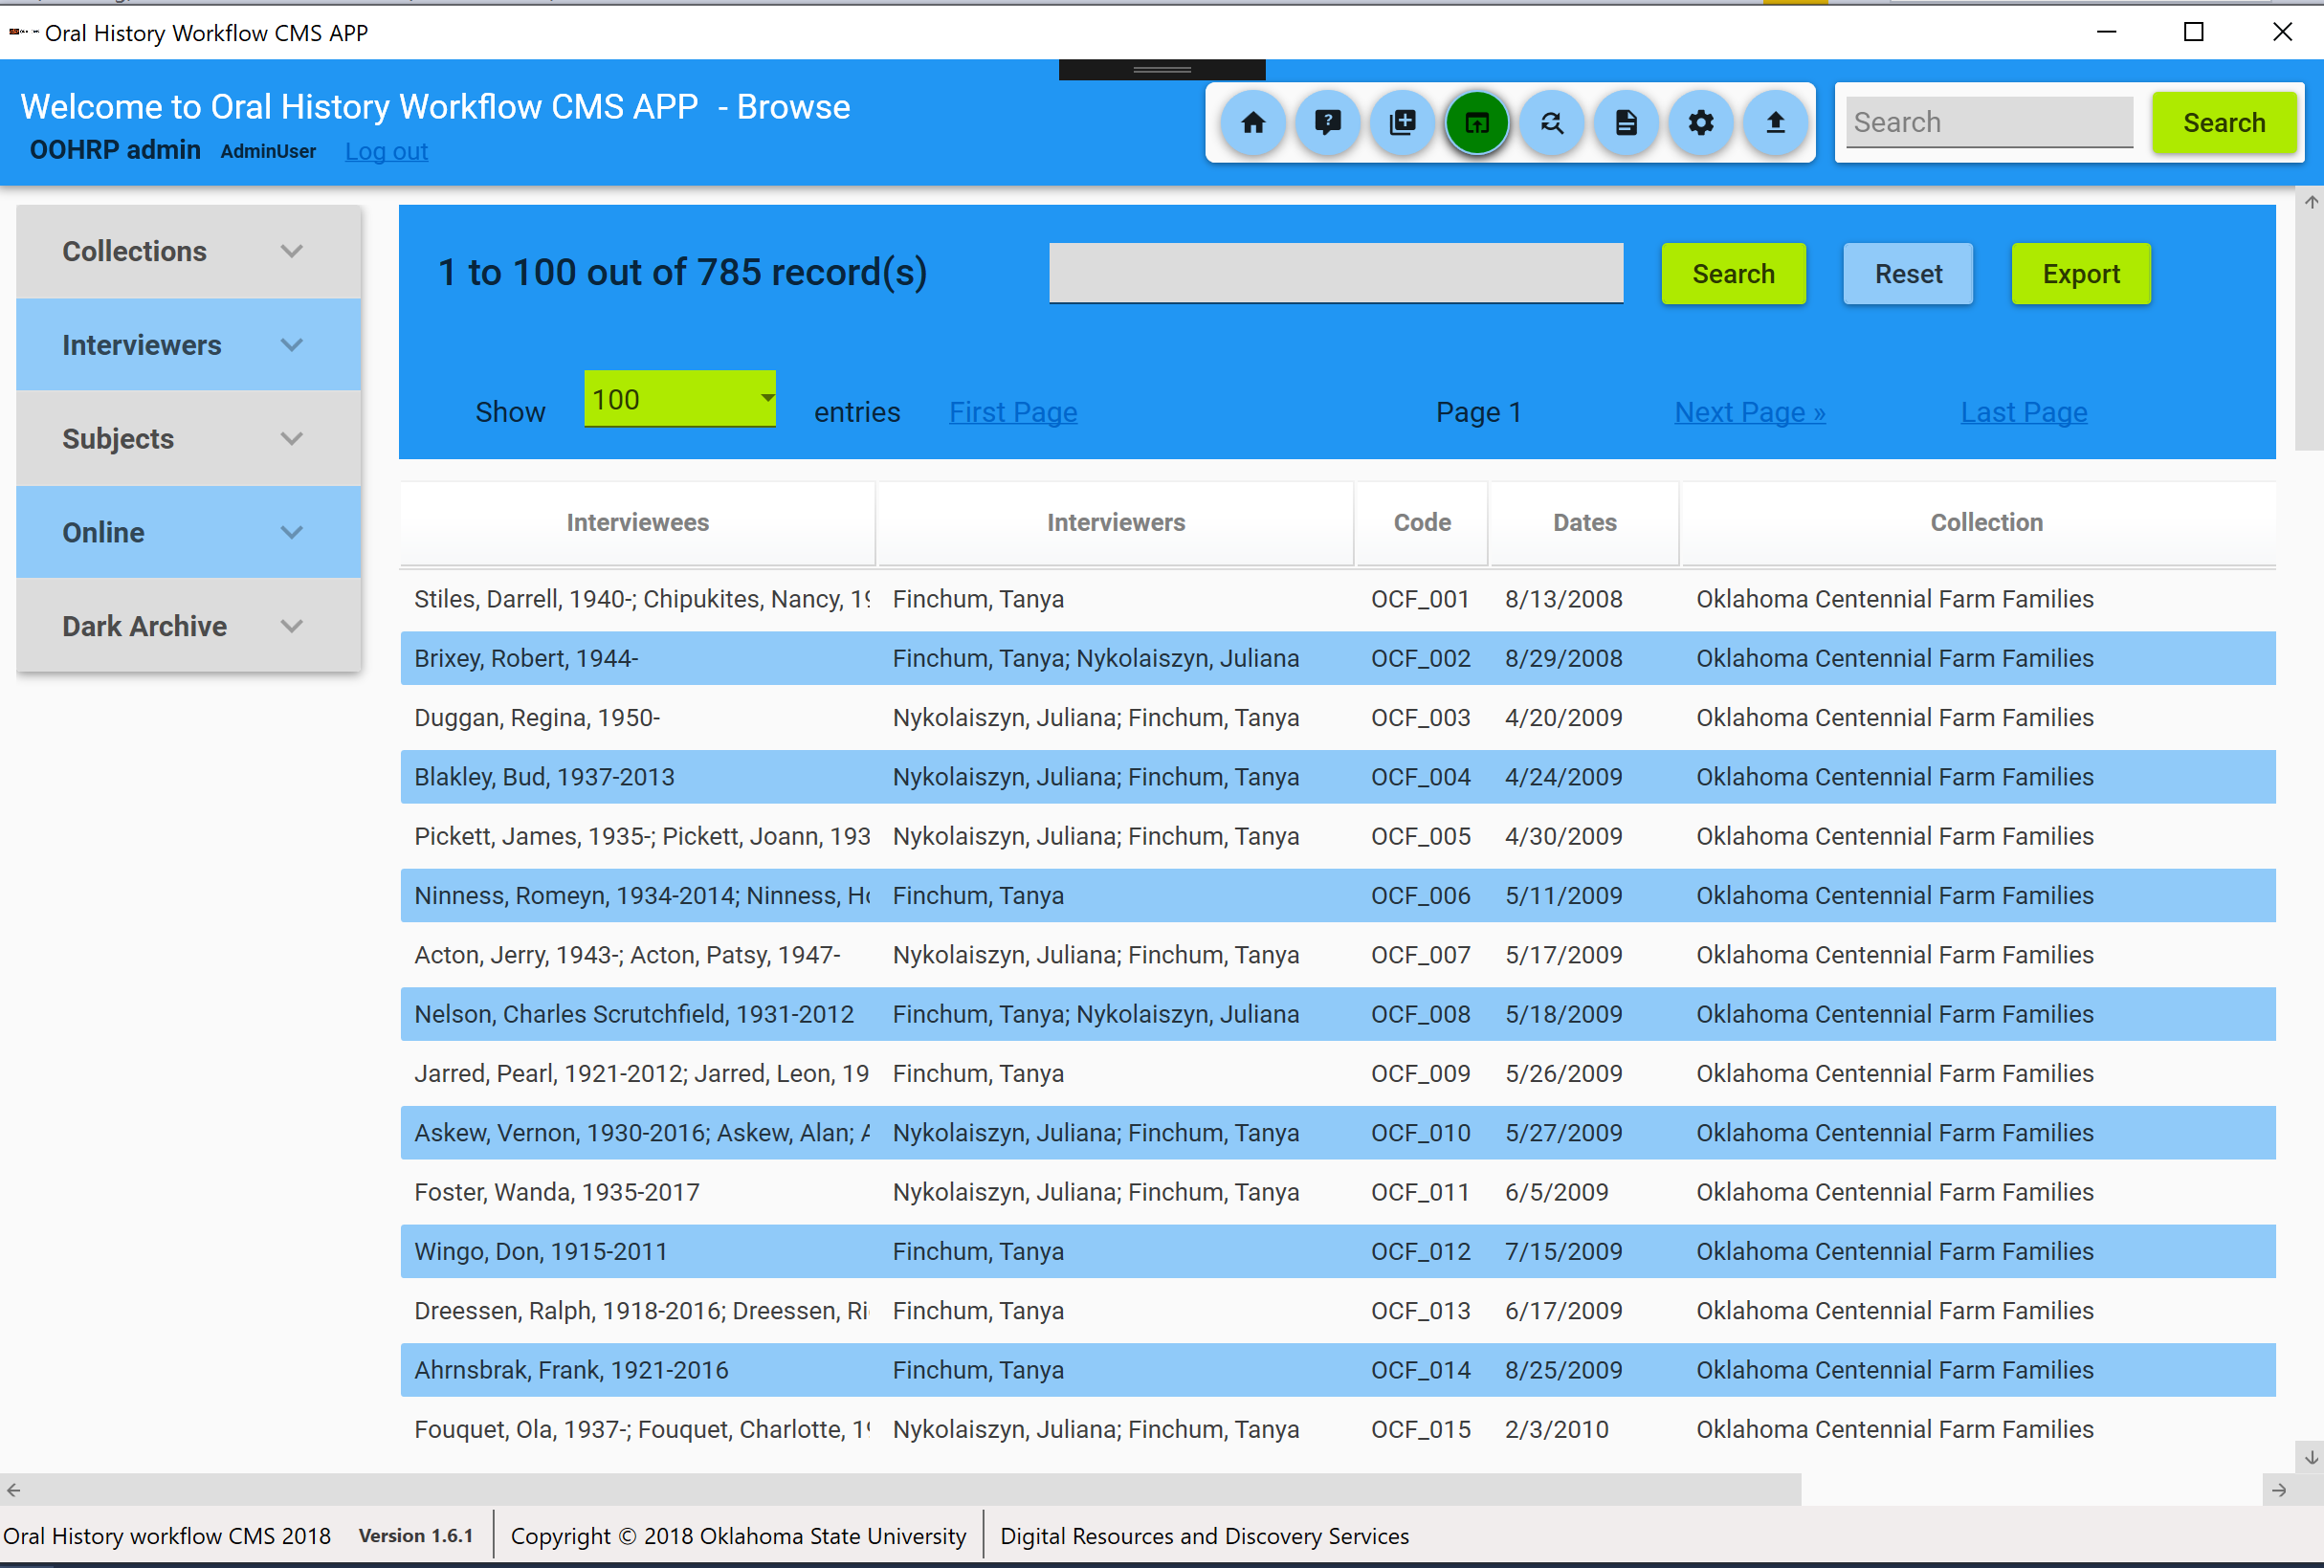 Oral History Workflow CMS APP
Welcome to Oral History Workflow CMS APP - Browse
OOHRP admin AdminUser Log out
Search Search
Collections
Interviewers
Subjects
Online
Dark Archive
1 to 100 out of 785 record(s) Search Reset Export
Show 100 entries First Page Page 1 Next Page » Last Page
Interviewees Interviewers Code Dates Collection
Stiles, Darrell, 1940-; Chipukites, Nancy, Finchum, Tanya OCF_001 8/13/2008 Oklahoma Centennial Farm Families
Brixey, Robert, 1944- Finchum, Tanya; Nykolaiszyn, Juliana OCF_002 8/29/2008 Oklahoma Centennial Farm Families
Duggan, Regina, 1950- Nykolaiszyn, Juliana; Finchum, Tanya OCF_003 4/20/2009 Oklahoma Centennial Farm Families
Blakley, Bud, 1937-2013 Nykolaiszyn, Juliana; Finchum, Tanya OCF_004 4/24/2009 Oklahoma Centennial Farm Families
Pickett, James, 1935-; Pickett, Joann, 193 Nykolaiszyn, Juliana; Finchum, Tanya OCF_005 4/30/2009 Oklahoma Centennial Farm Families
Ninness, Romeyn, 1934-2014; Ninness, Finchum, Tanya OCF_006 5/11/2009 Oklahoma Centennial Farm Families
Acton, Jerry, 1943-; Acton, Patsy, 1947- Nykolaiszyn, Juliana; Finchum, Tanya OCF_007 5/17/2009 Oklahoma Centennial Farm Families
Nelson, Charles Scrutchfield, 1931-2012 Finchum, Tanya; Nykolaiszyn, Juliana OCF_008 5/18/2009 Oklahoma Centennial Farm Families
Jarred, Pearl, 1921-2012; Jarred, Leon, 19 Finchum, Tanya OCF_009 5/26/2009 Oklahoma Centennial Farm Families
Askew, Vernon, 1930-2016; Askew, Alan; Nykolaiszyn, Juliana; Finchum, Tanya OCF_010 5/27/2009 Oklahoma Centennial Farm Families
Foster, Wanda, 1935-2017 Nykolaiszyn, Juliana; Finchum, Tanya OCF_011 6/5/2009 Oklahoma Centennial Farm Families
Wingo, Don, 1915-2011 Finchum, Tanya OCF_012 7/15/2009 Oklahoma Centennial Farm Families
Dreessen, Ralph, 1918-2016; Dreessen, Finchum, Tanya OCF_013 6/17/2009 Oklahoma Centennial Farm Families
Ahrnsbrak, Frank, 1921-2016 Finchum, Tanya OCF_014 8/25/2009 Oklahoma Centennial Farm Families
Fouquet, Ola, 1937-; Fouquet, Charlotte, Nykolaiszyn, Juliana; Finchum, Tanya OCF_015 2/3/2010 Oklahoma Centennial Farm Families
Oral History workflow CMS 2018 Version 1.6.1 Copyright © 2018 Oklahoma State University Digital Resources and Discovery Services